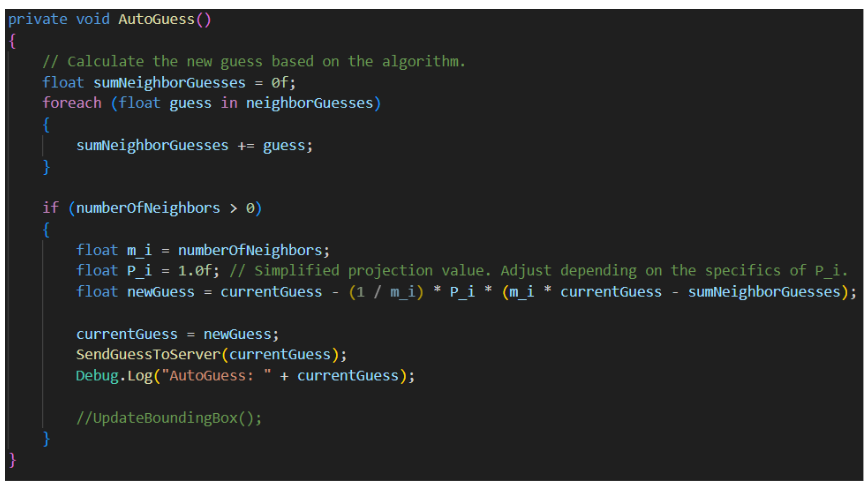 private void AutoGuess()
{
    // Calculate the new guess based on the algorithm.
    float sumNeighborGuesses = 0f;
    foreach (float guess in neighborGuesses)
    {
        sumNeighborGuesses += guess;
    }

    if (numberOfNeighbors > 0)
    {
        float m_i = numberOfNeighbors;
        float P_i = 1.0f; // Simplified projection value. Adjust depending on the specifics of P_i.
        float newGuess = currentGuess - (1 / m_i) * P_i * (m_i * currentGuess - sumNeighborGuesses);

        currentGuess = newGuess;
        SendGuessToServer(currentGuess);
        Debug.Log("AutoGuess: " + currentGuess);

        //UpdateBoundingBox();
    }
}